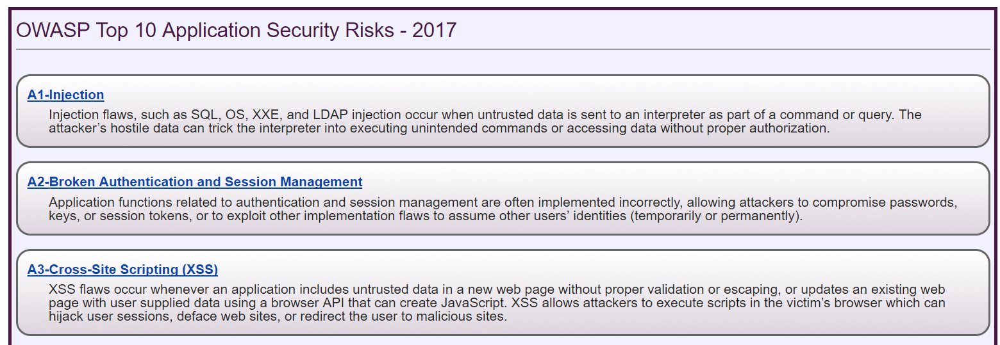 OWASP Top 10 Application Security Risks - 2017
A1-Injection
Injection flaws, such as SQL, OS, XXE, and LDAP injection occur when untrusted data is sent to an interpreter as part of a command or query. The
attacker’s hostile data can trick the interpreter into executing unintended commands or accessing data without proper authorization.
A2-Broken Authentication and Session Management
Application functions related to authentication and session management are often implemented incorrectly, allowing attackers to compromise passwords,
keys, or session tokens, or to exploit other implementation flaws to assume other users’ identities (temporarily or permanently).
A3-Cross-Site Scripting (XSS)
XSS flaws occur whenever an application includes untrusted data in a new web page without proper validation or escaping, or updates an existing web
page with user supplied data using a browser API that can create JavaScript. XSS allows attackers to execute scripts in the victim’s browser which can
hijack user sessions, deface web sites, or redirect the user to malicious sites.